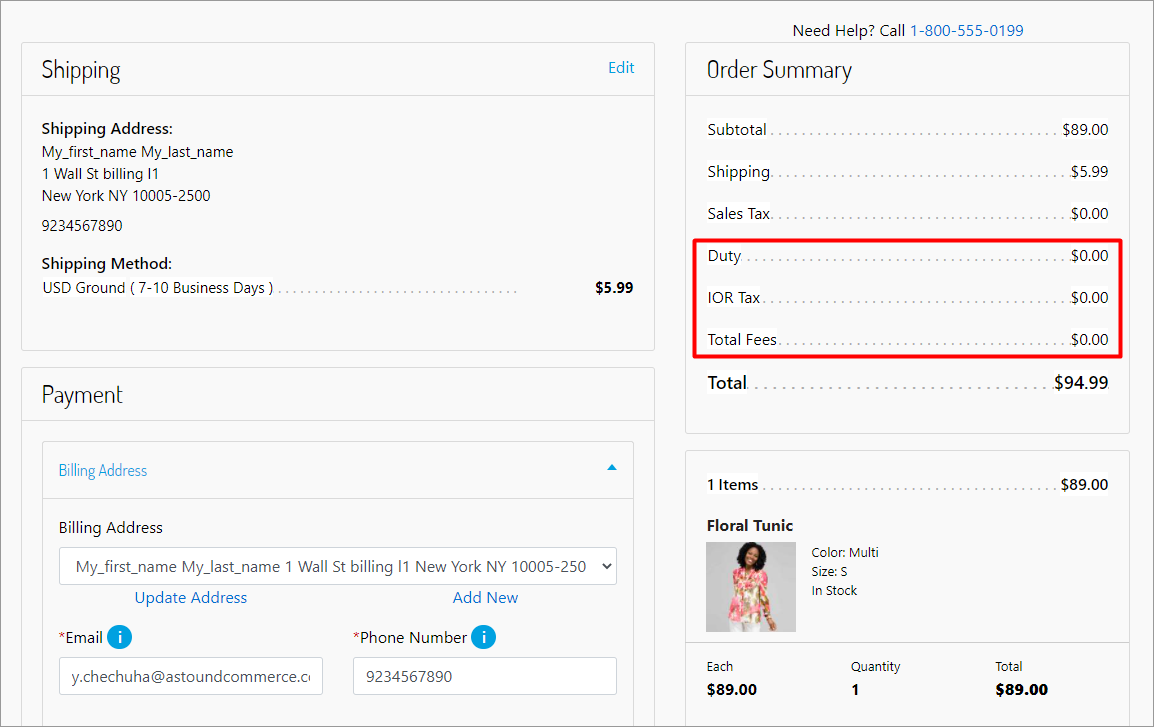 Need Help? Call 1-800-555-0199
Shipping
Edit
Shipping Address:
My_first_name My_last_name
1 Wall St billing l1
New York NY 10005-2500
9234567890
Shipping Method:
USD Ground ( 7-10 Business Days ) $5.99
Payment
Billing Address
Billing Address
My_first_name My_last_name 1 Wall St billing l1 New York NY 10005-250
Update Address Add New
*Email i *Phone Number i
y.chechuha@astoundcommerce.c 9234567890
Order Summary
Subtotal $89.00
Shipping $5.99
Sales Tax $0.00
Duty $0.00
IOR Tax $0.00
Total Fees $0.00
Total $94.99
1 Items $89.00
Floral Tunic
Color: Multi
Size: S
In Stock
Each Quantity Total
$89.00 1 $89.00